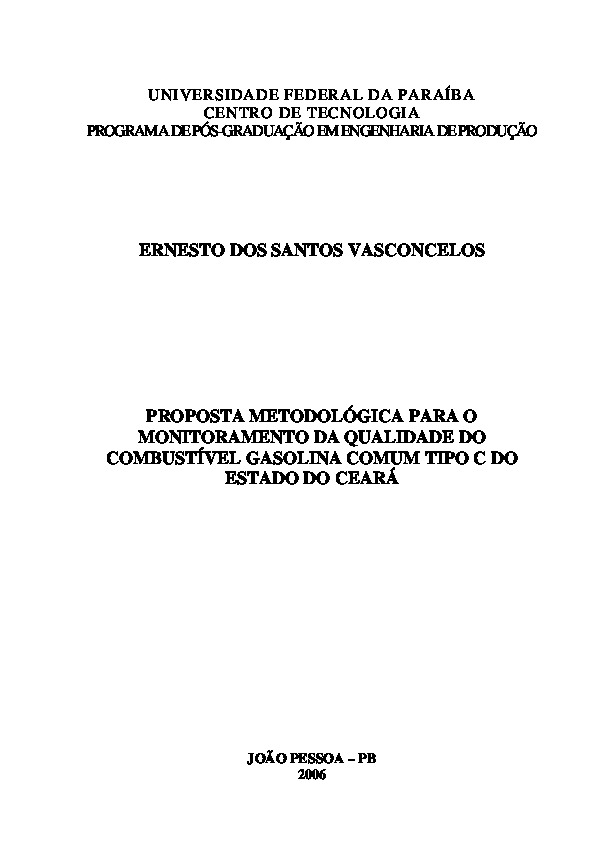 UNIVERSIDADE FEDERAL DA PARAÍBA
CENTRO DE TECNOLOGIA
PROGRAMA DE PÓS-GRADUAÇÃO EM ENGENHARIA DE PRODUÇÃO
ERNESTO DOS SANTOS VASCONCELOS
PROPOSTA METODOLÓGICA PARA O
MONITORAMENTO DA QUALIDADE DO
COMBUSTÍVEL GASOLINA COMUM TIPO C DO
ESTADO DO CEARÁ
JOÃO PESSOA – PB
2006